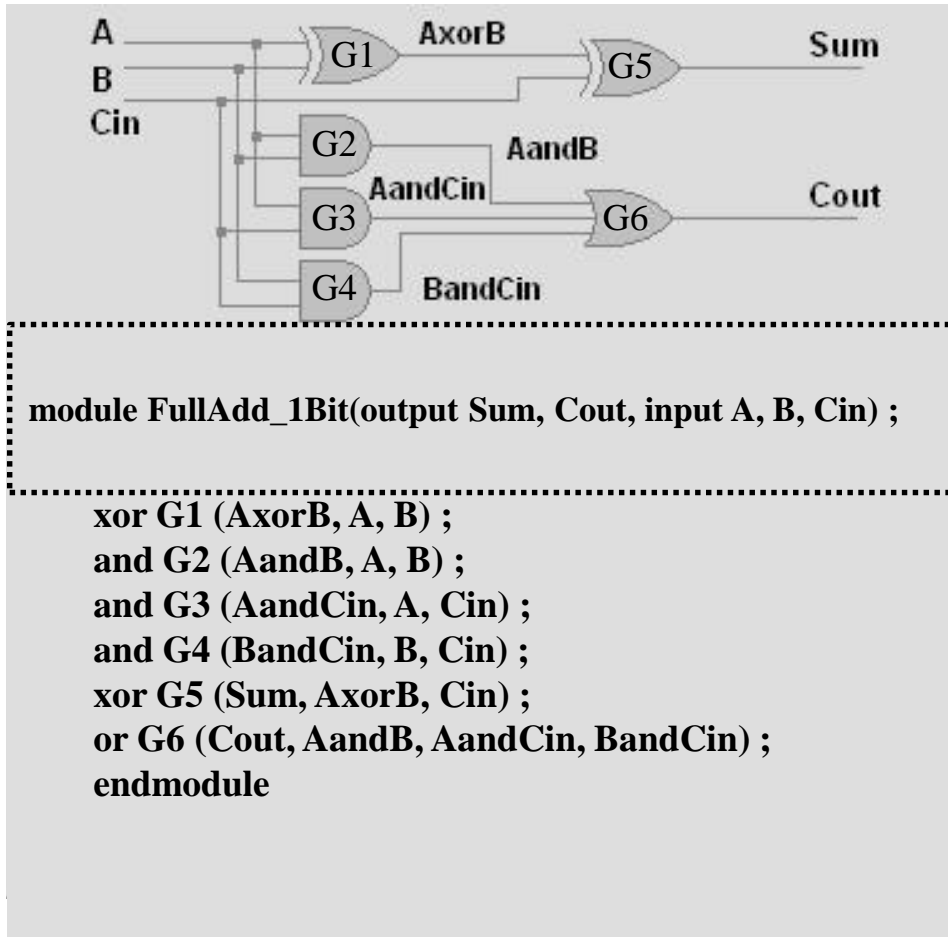 A
AxorB
Sum
G1
G5
B
Cin
G2
AandB
AandCin
Cout
G3
G6
G4
BandCin
module FullAdd_1Bit(output Sum, Cout, input A, B, Cin) ;
xor G1 (AxorB, A, B) ;
and G2 (AandB, A, B) ;
and G3 (AandCin, A, Cin) ;
and G4 (BandCin, B, Cin) ;
xor G5 (Sum, AxorB, Cin) ;
or G6 (Cout, AandB, AandCin, BandCin) ;
endmodule